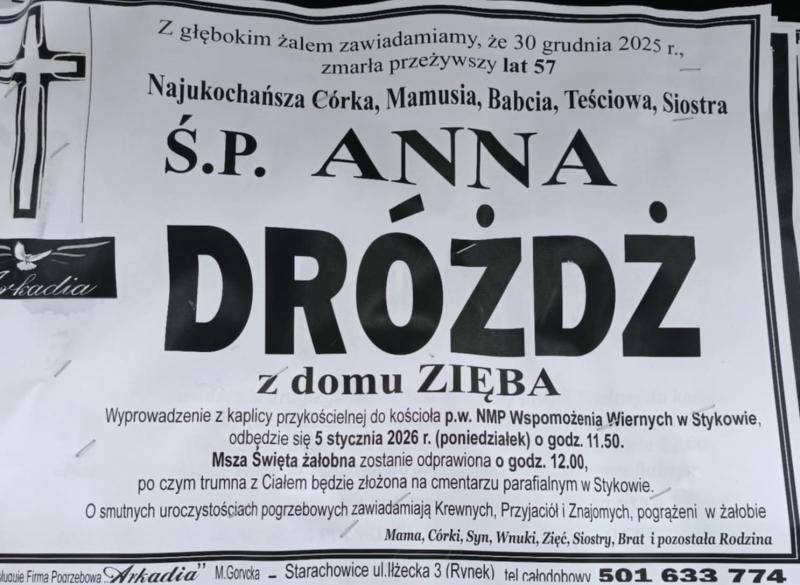 Z głębokim żalem zawiadamiamy, że 30 grudnia 2025 r.,
zmarła przeżywszy lat 57
Najukochańsza Córka, Mamusia, Babcia, Teściowa, Siostra
Ś.P. ANNA
DRÓŻDŻ
z domu ZIĘBA
Arkadia
Wyprowadzenie z kaplicy przykościelnej do kościoła p.w. NMP Wspomożenia Wiernych w Stykowie,
odbędzie się 5 stycznia 2026 r. (poniedziałek) o godz. 11.50.
Msza Święta żałobna zostanie odprawiona o godz. 12.00,
po czym trumna z Ciałem będzie złożona na cmentarzu parafialnym w Stykowie.
O smutnych uroczystościach pogrzebowych zawiadamiają Krewnych, Przyjaciół i Znajomych, pogrążeni w żałobie
Mama, Córki, Syn, Wnuki, Zięć, Siostry, Brat i pozostała Rodzina
Firma Pogrzebowa „Arkadia” M.Gorycka – Starachowice ul.Iłżecka 3 (Rynek) tel całodobowy 501 633 774